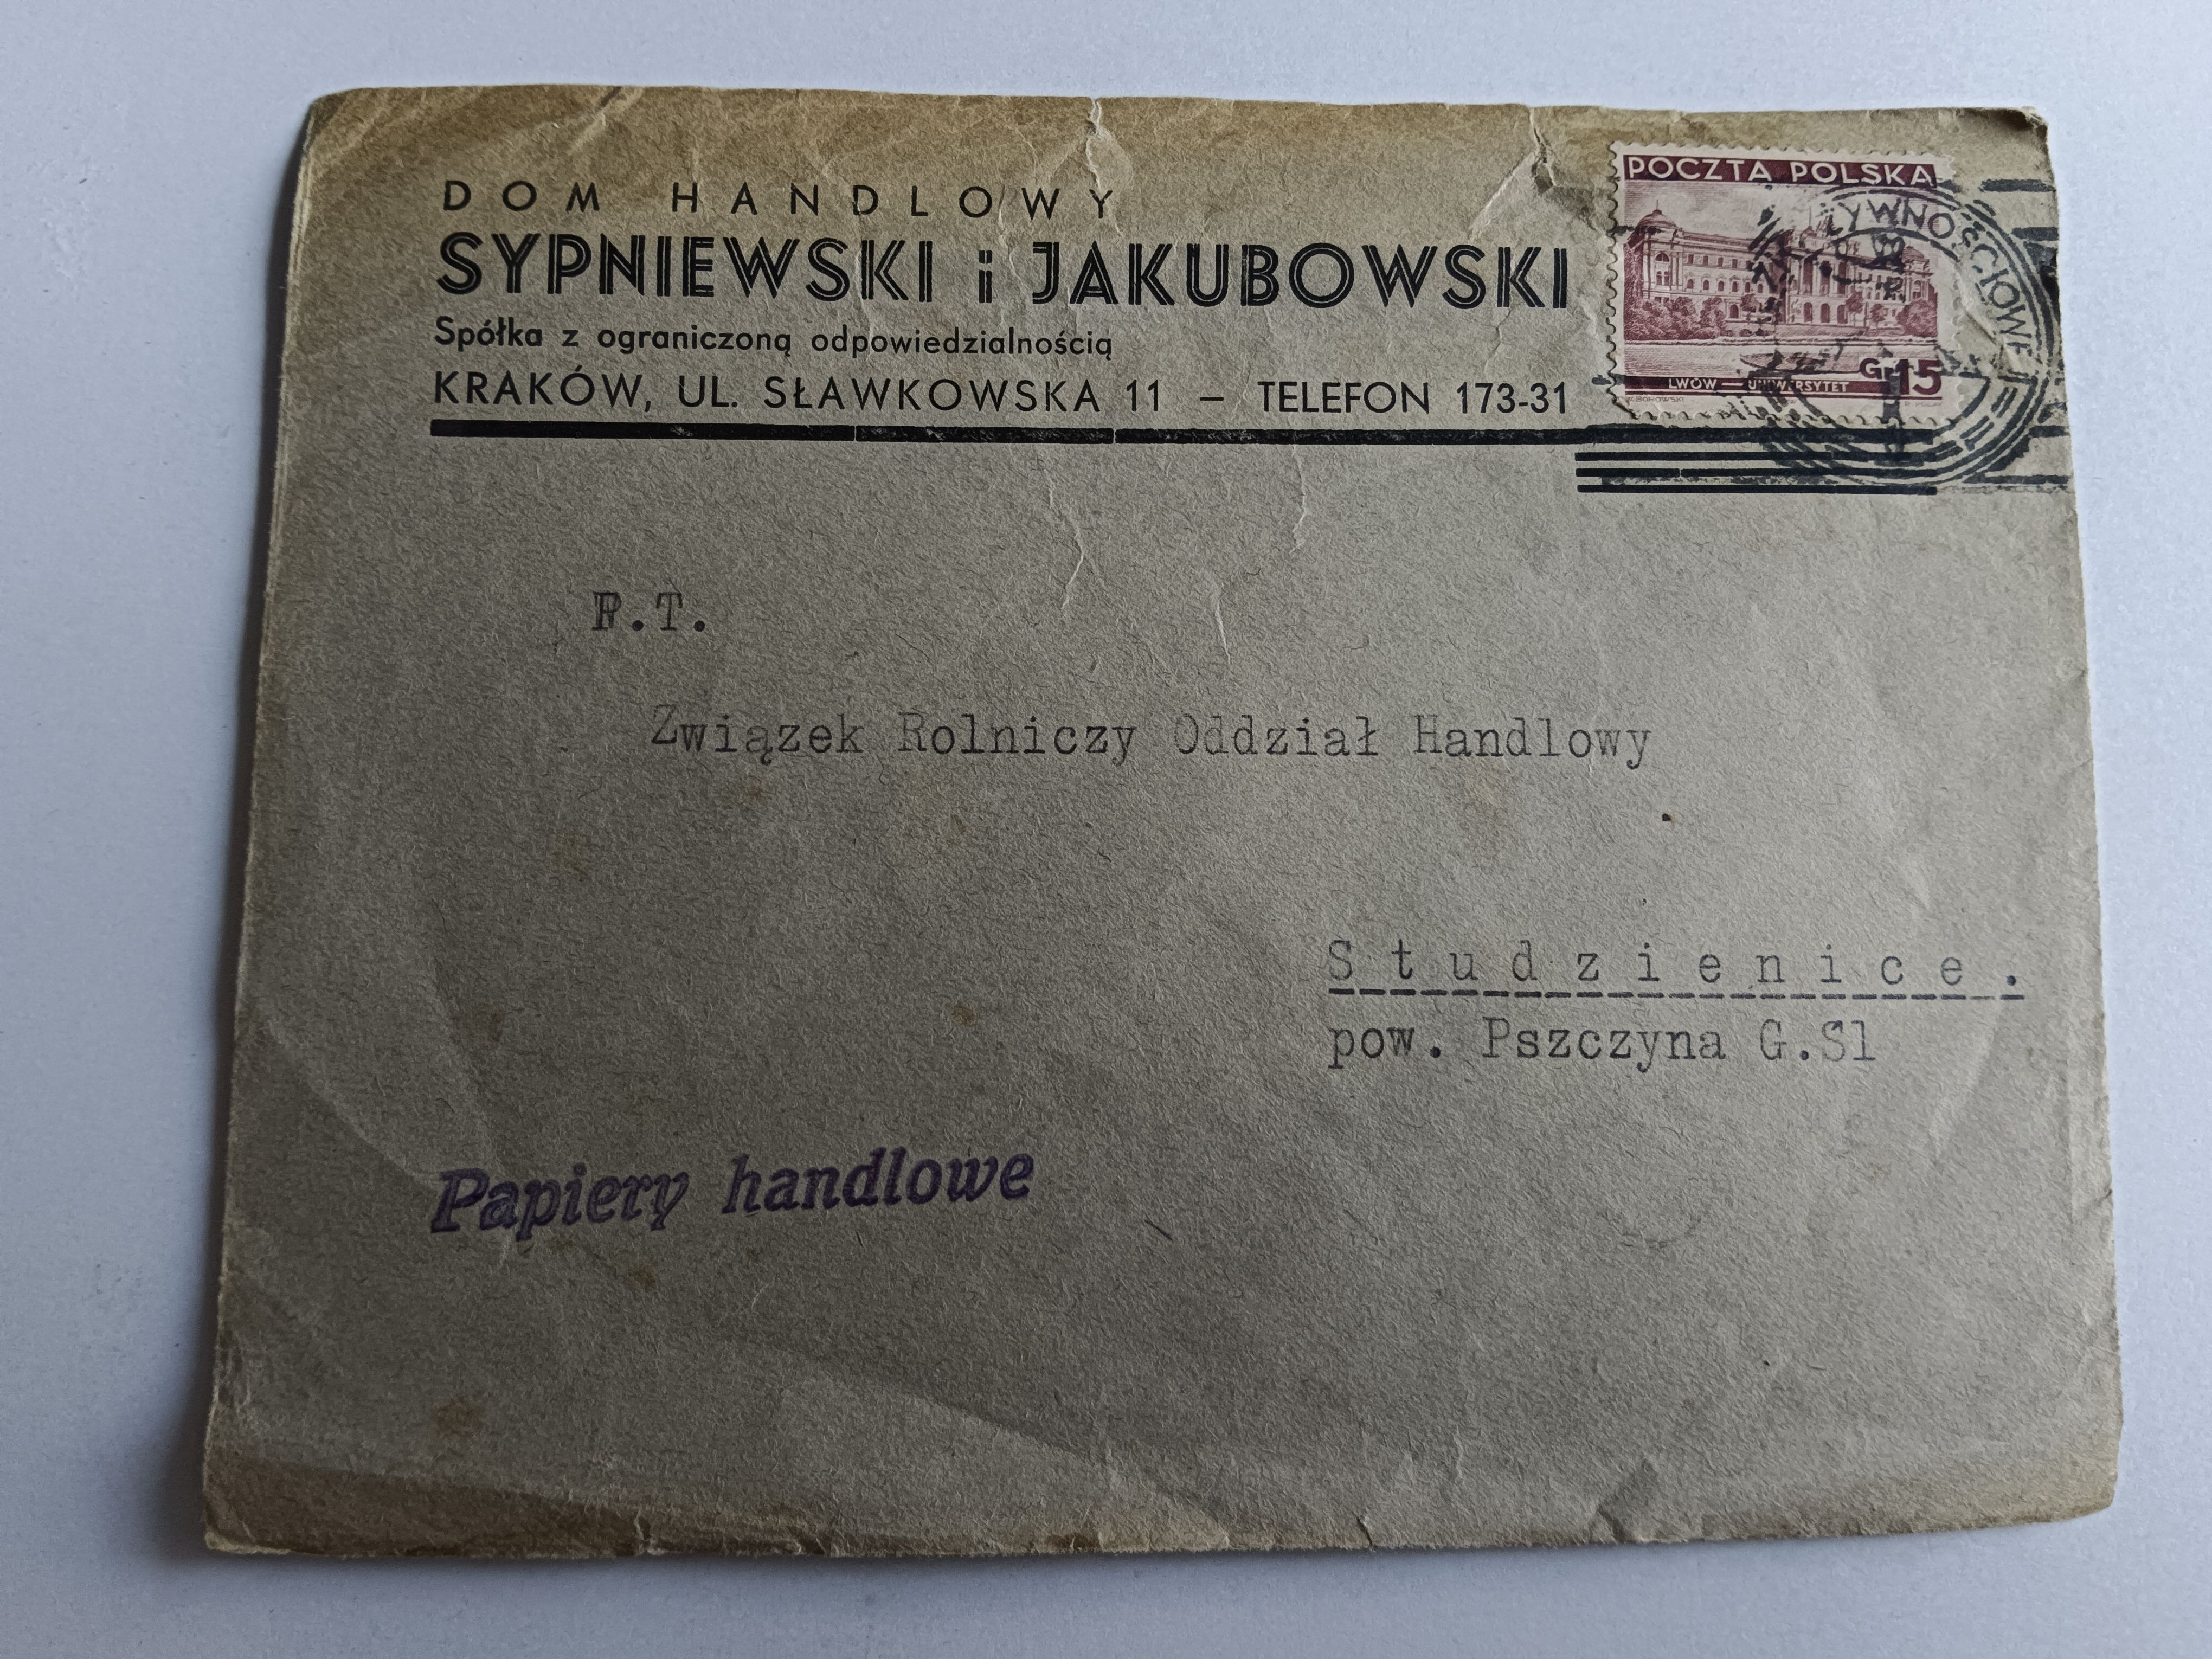 DOM HANDLOWY
SYPNIEWSKI i JAKUBOWSKI
Spółka z ograniczoną odpowiedzialnością
KRAKÓW, UL. SŁAWKOWSKA 11 – TELEFON 173-31
POCZTA POLSKA
G. 15
LWÓW — UNIWERSYTET
P.T.
Związek Rolniczy Oddział Handlowy
Studzienice.
pow. Pszczyna G.Sl
Papiery handlowe